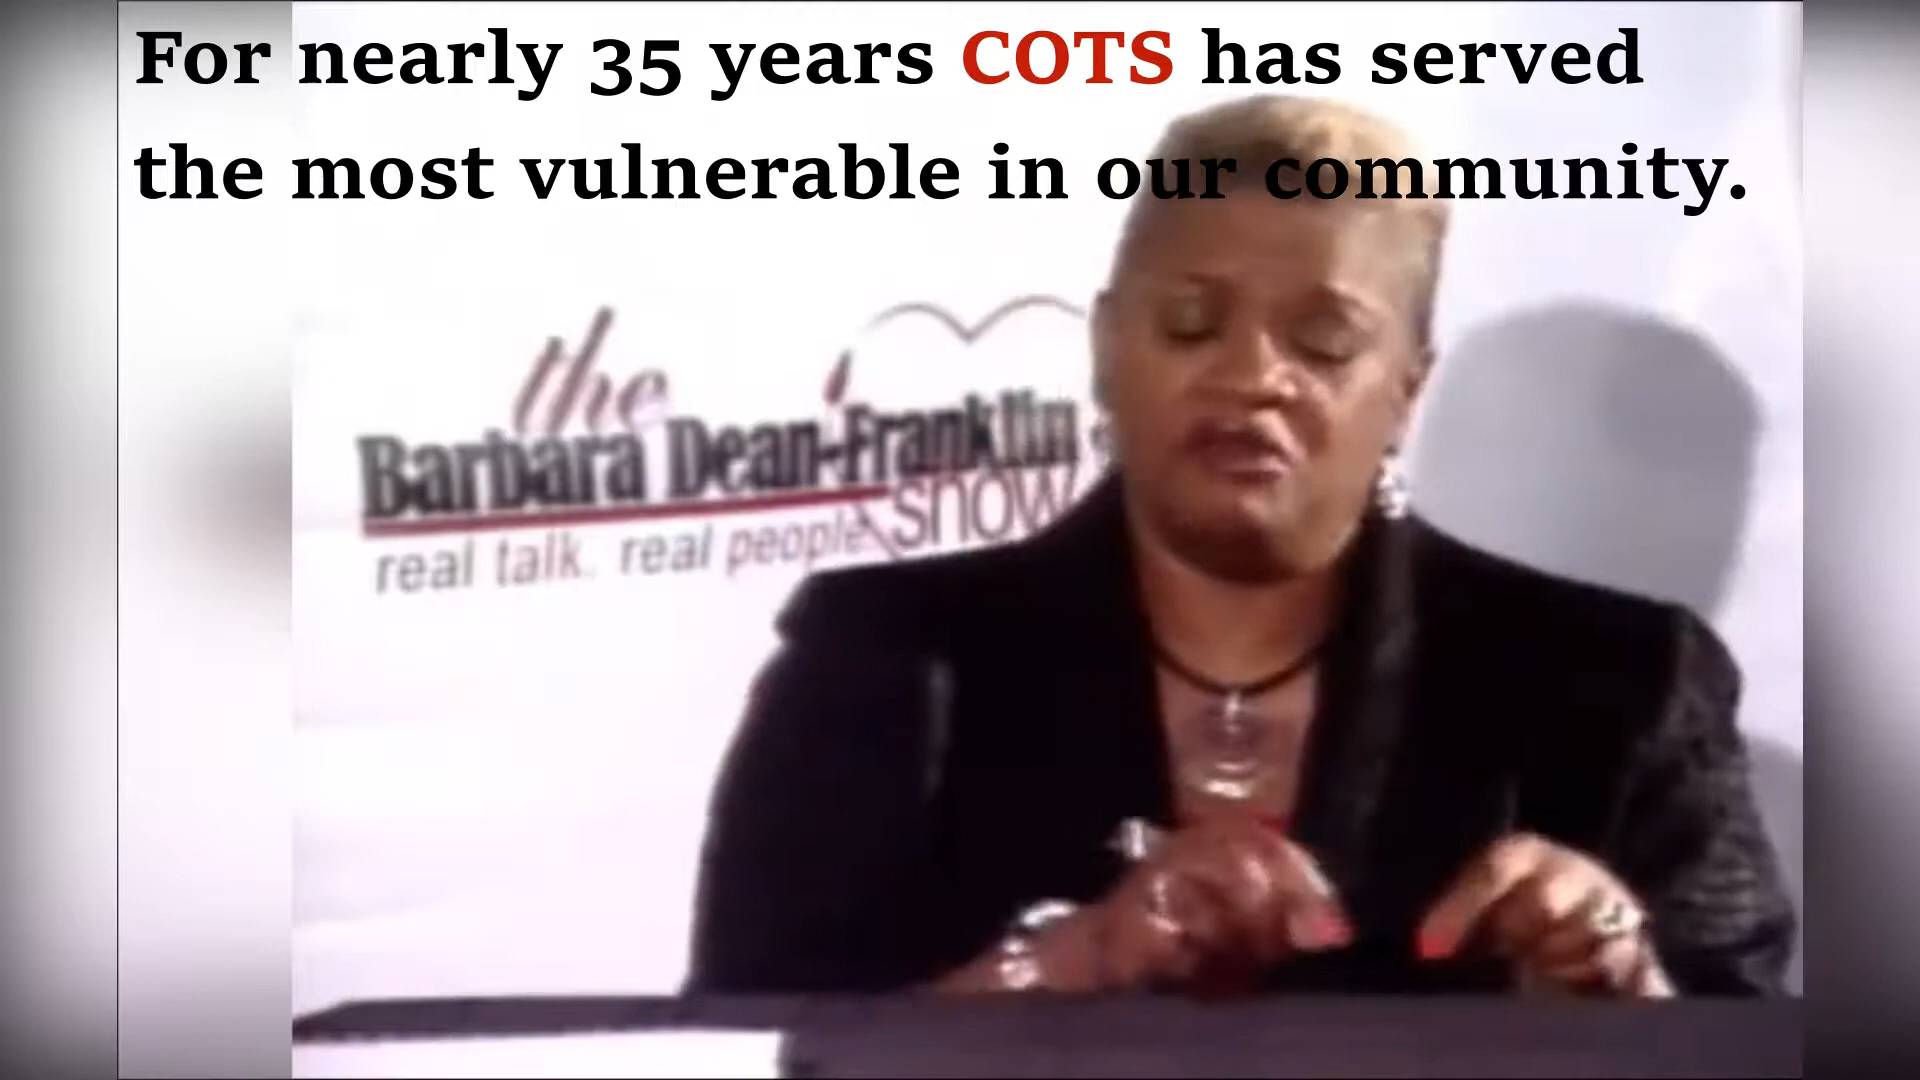 For nearly 35 years COTS has served
the most vulnerable in our community.
the
Barbara Dean-Franklin
show
real talk. real people